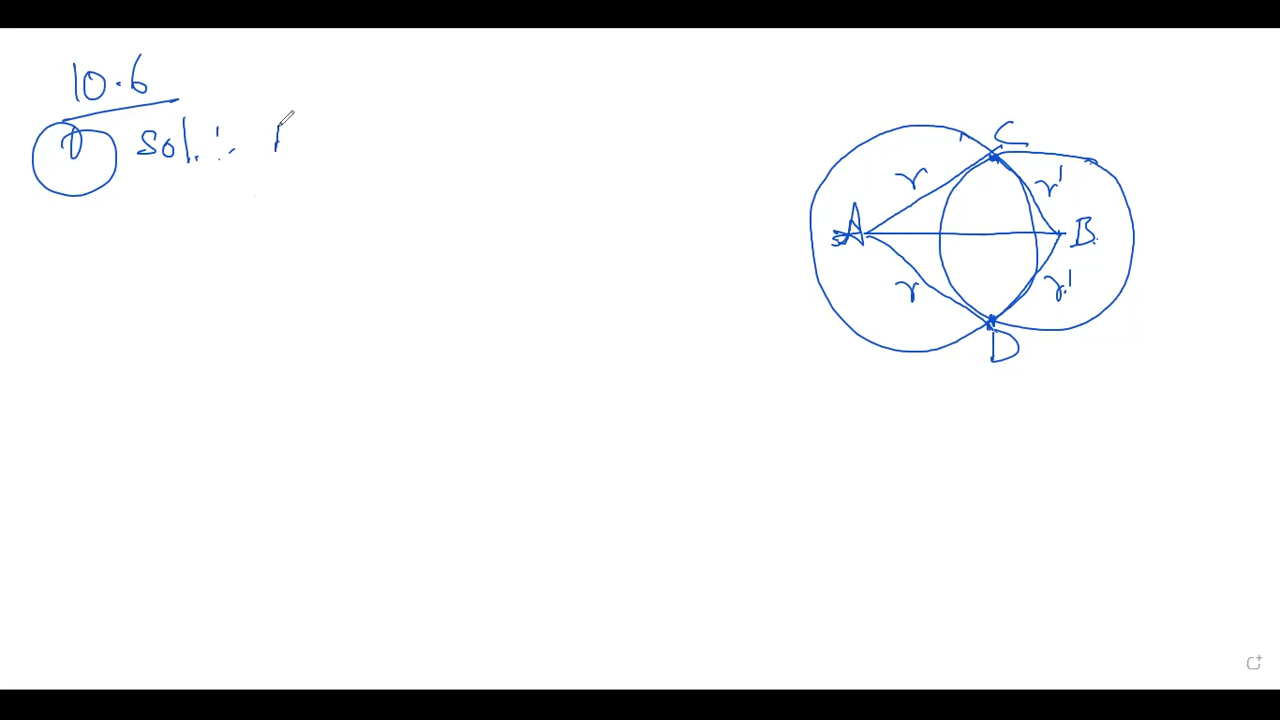 10.6
① sol. :-
C
r r'
A B
r r'
D